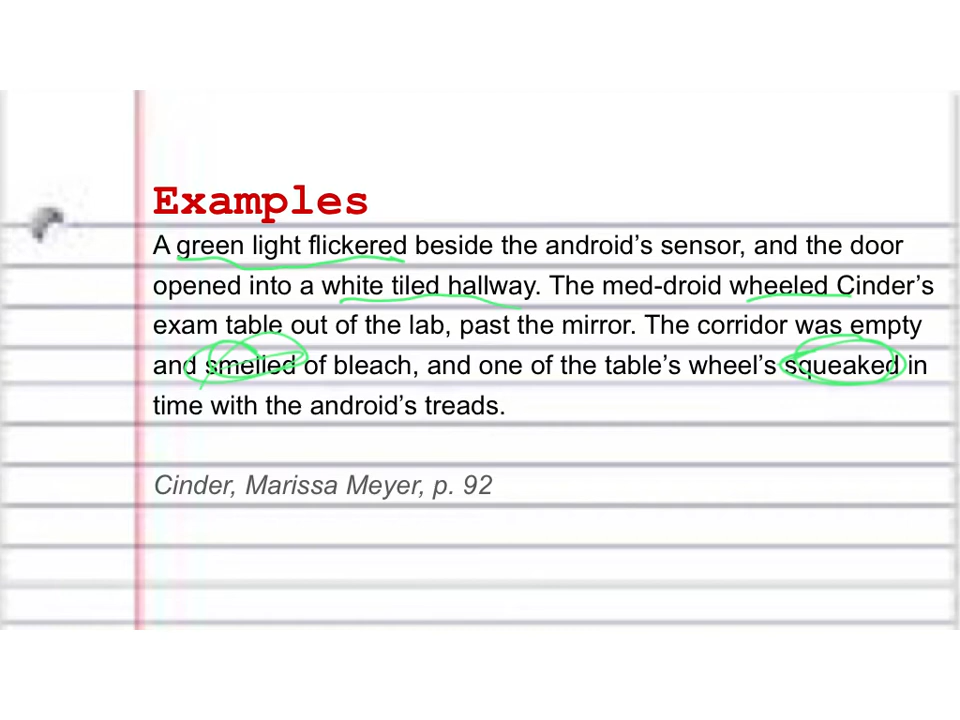 Examples
A green light flickered beside the android’s sensor, and the door
opened into a white tiled hallway. The med-droid wheeled Cinder’s
exam table out of the lab, past the mirror. The corridor was empty
and smelled of bleach, and one of the table’s wheel’s squeaked in
time with the android’s treads.
Cinder, Marissa Meyer, p. 92